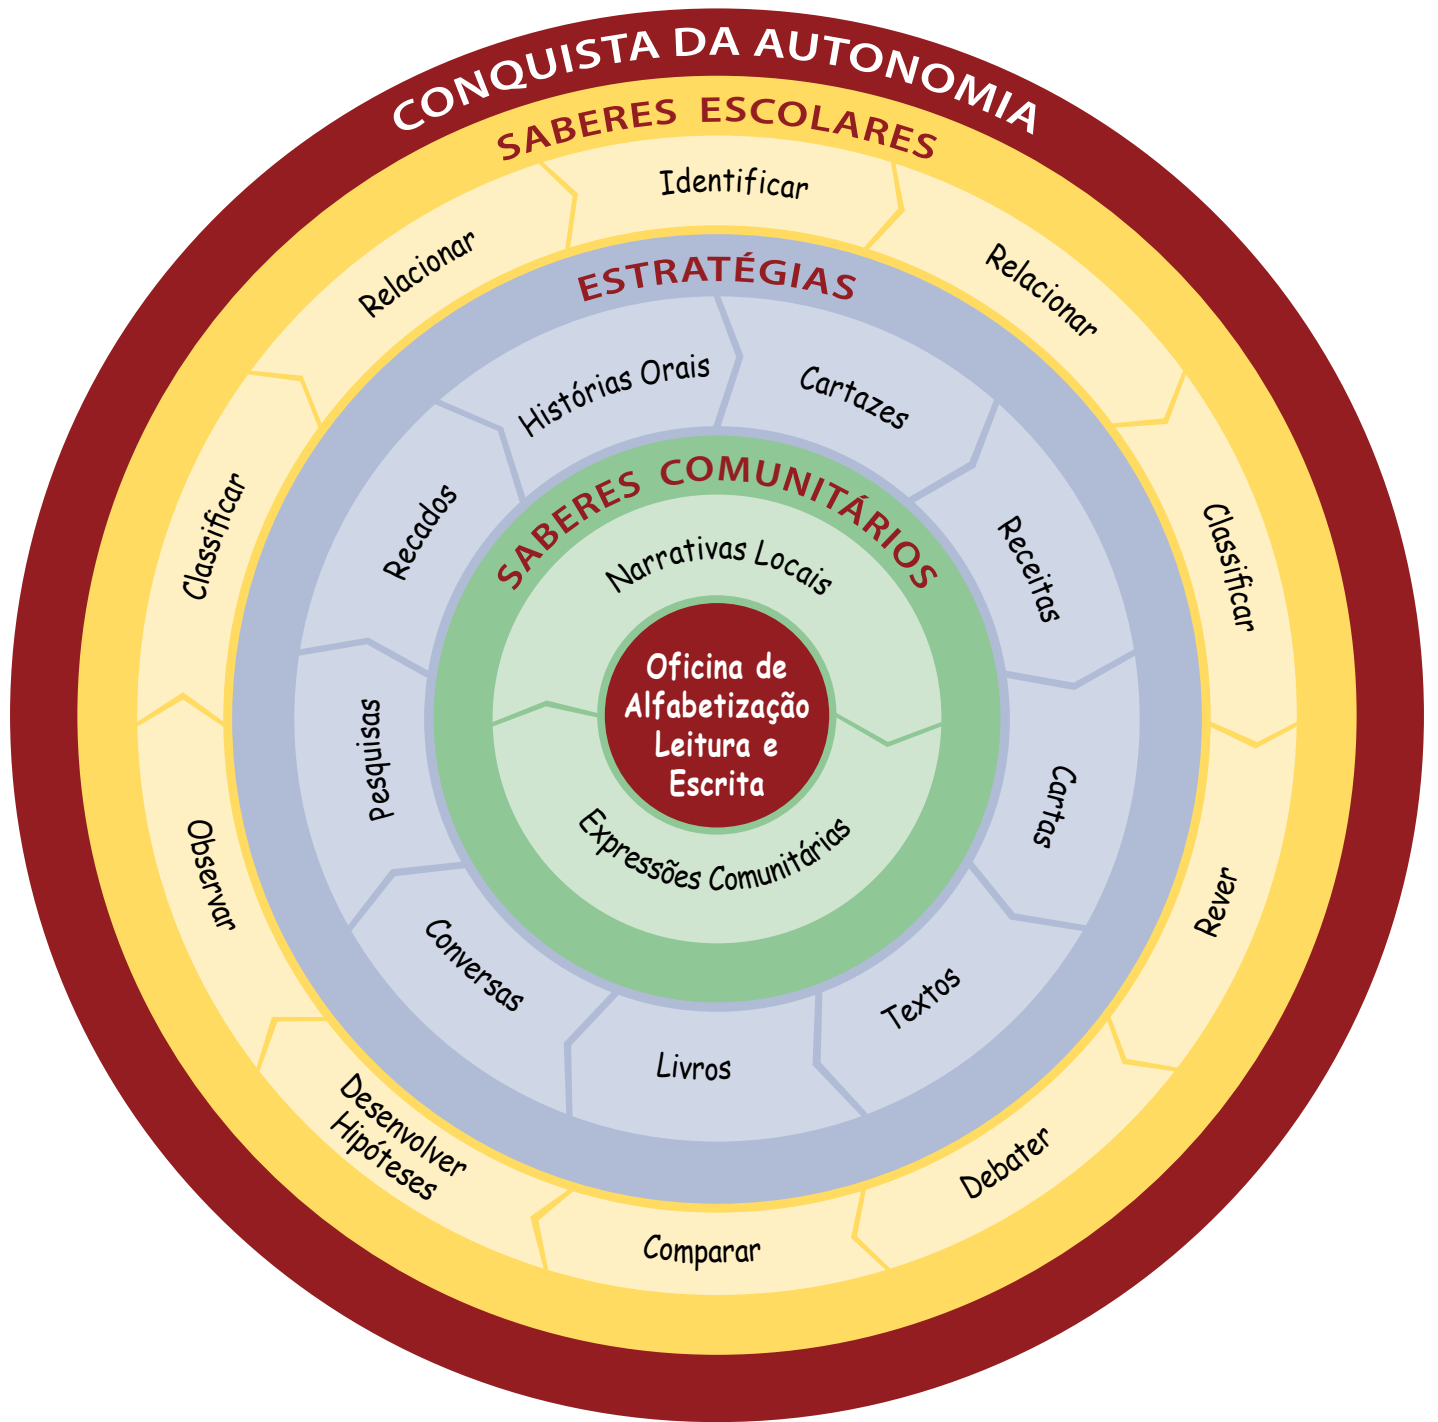 CONQUISTA DA AUTONOMIA
SABERES ESCOLARES
Identificar
Relacionar
Classificar
Rever
Debater
Comparar
Desenvolver
Hipóteses
Observar
Classificar
Relacionar
ESTRATÉGIAS
Cartazes
Receitas
Cartas
Textos
Livros
Conversas
Pesquisas
Recados
Histórias Orais
SABERES COMUNITÁRIOS
Narrativas Locais
Expressões Comunitárias
Oficina de
Alfabetização
Leitura e
Escrita